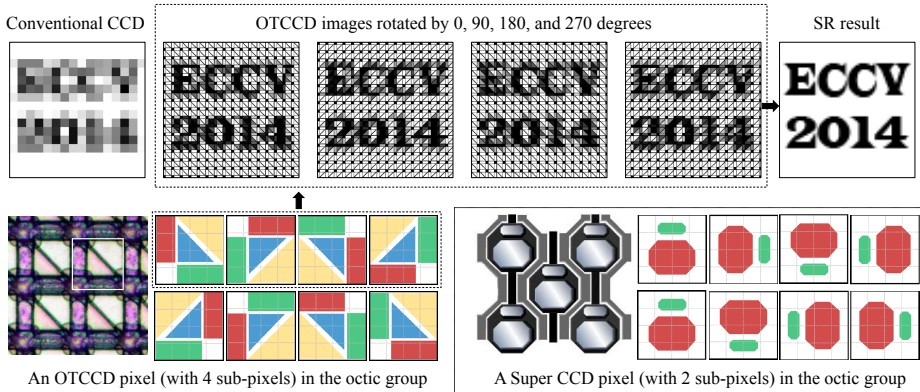 Conventional CCD
OTCCD images rotated by 0, 90, 180, and 270 degrees
SR result
ECCV
2014
ECCV
2014
ECCV
2014
ECCV
2014
ECCV
2014
ECCV
2014
An OTCCD pixel (with 4 sub-pixels) in the octic group
A Super CCD pixel (with 2 sub-pixels) in the octic group